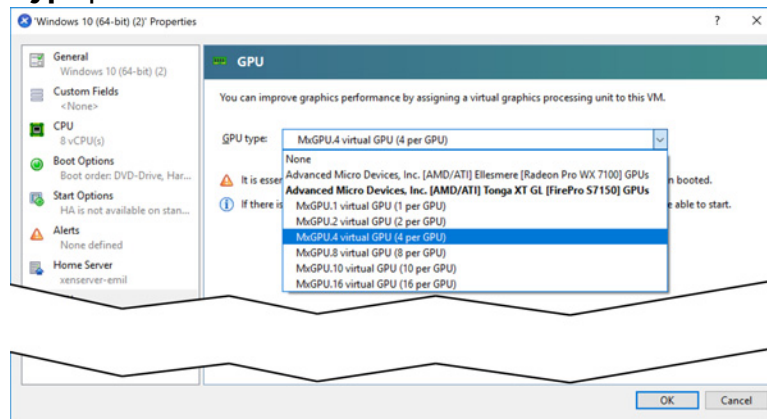 'Windows 10 (64-bit) (2)' Properties
? ×
General
Windows 10 (64-bit) (2)
Custom Fields
<None>
CPU
8 vCPU(s)
Boot Options
Boot order: DVD-Drive, Har...
Start Options
HA is not available on stan...
Alerts
None defined
Home Server
xenserver-emil
GPU
You can improve graphics performance by assigning a virtual graphics processing unit to this VM.
GPU type: MxGPU.4 virtual GPU (4 per GPU)
None
Advanced Micro Devices, Inc. [AMD/ATI] Ellesmere [Radeon Pro WX 7100] GPUs
Advanced Micro Devices, Inc. [AMD/ATI] Tonga XT GL [FirePro S7150] GPUs
MxGPU.1 virtual GPU (1 per GPU)
MxGPU.2 virtual GPU (2 per GPU)
MxGPU.4 virtual GPU (4 per GPU)
MxGPU.8 virtual GPU (8 per GPU)
MxGPU.10 virtual GPU (10 per GPU)
MxGPU.16 virtual GPU (16 per GPU)
It is esser
n booted.
If there is
e able to start.
OK
Cancel